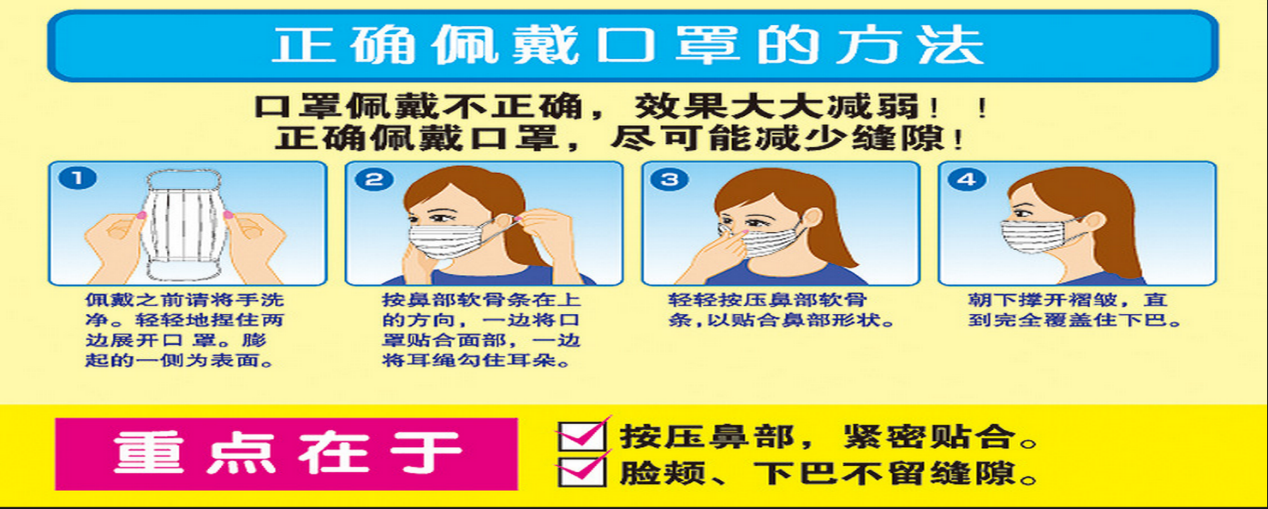 正确佩戴口罩的方法
口罩佩戴不正确，效果大大减弱！！
正确佩戴口罩，尽可能减少缝隙！
1
佩戴之前请将手洗
净。轻轻地捏住两
边展开口 罩。膨
起的一侧为表面。
2
按鼻部软骨条在上
的方向，一边将口
罩贴合面部，一边
将耳绳勾住耳朵。
3
轻轻按压鼻部软骨
条，以贴合鼻部形状。
4
朝下撑开褶皱，直
到完全覆盖住下巴。
重点在于
按压鼻部，紧密贴合。
脸颊、下巴不留缝隙。